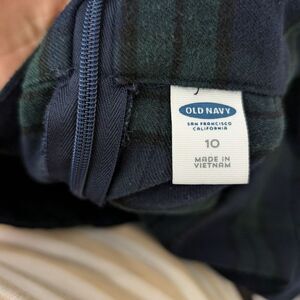 OLD NAVY
SAN FRANCISCO
CALIFORNIA
10
MADE IN
VIETNAM